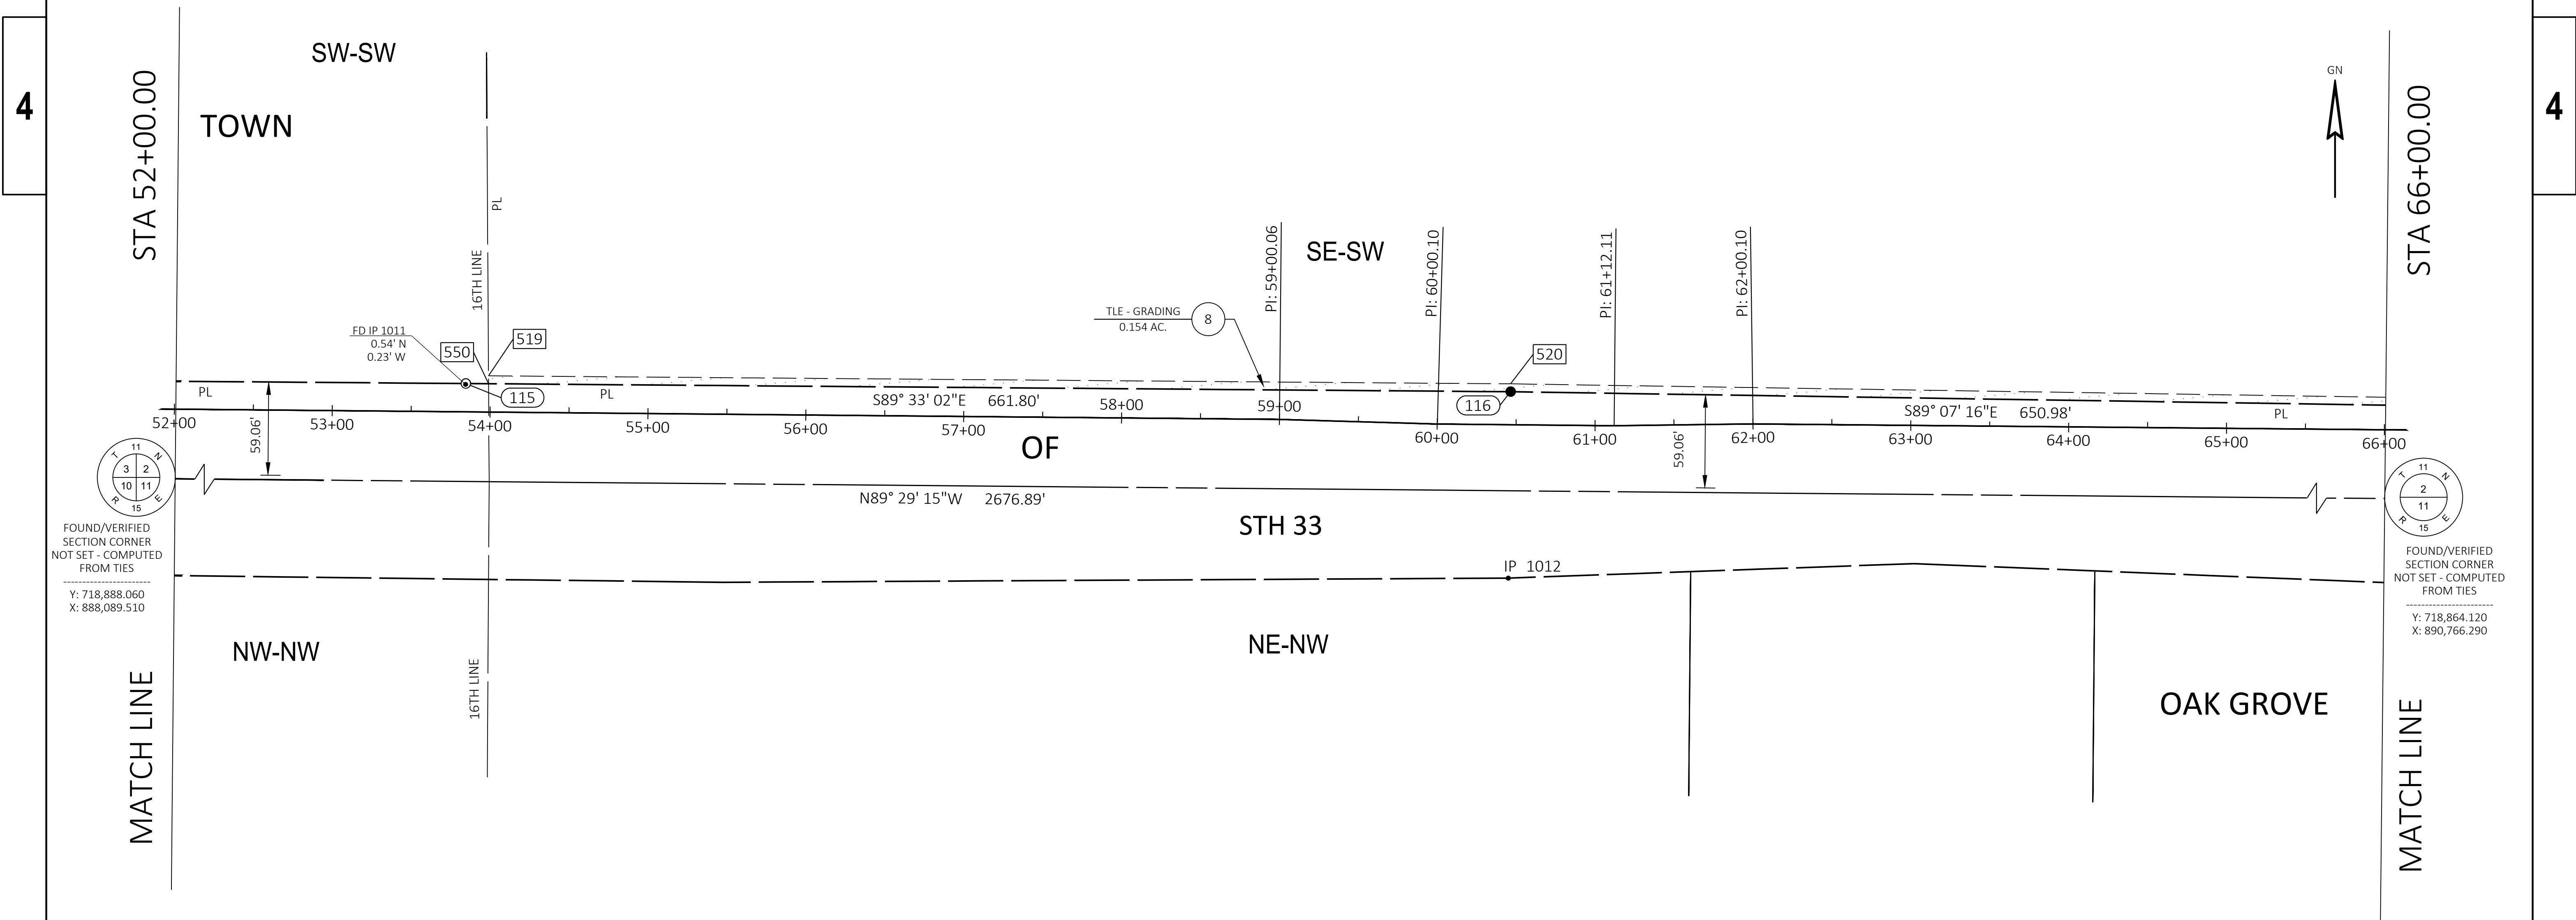 4
STA 52+00.00
SW-SW
TOWN
PL
16TH LINE
FD IP 1011
0.54' N
0.23' W
550
519
115
TLE - GRADING
0.154 AC.
8
PI: 59+00.06
SE-SW
PI: 60+00.10
PI: 61+12.11
PI: 62+00.10
520
116
GN
STA 66+00.00
4
PL
PL
S89° 33' 02"E 661.80'
S89° 07' 16"E 650.98'
PL
52+00
53+00
54+00
55+00
56+00
57+00
58+00
59+00
60+00
61+00
62+00
63+00
64+00
65+00
66+00
59.06'
59.06'
OF
N89° 29' 15"W 2676.89'
STH 33
T 11 N
3 2
10 11
R 15 E
FOUND/VERIFIED
SECTION CORNER
NOT SET - COMPUTED
FROM TIES
Y: 718,888.060
X: 888,089.510
T 11 N
2
11
R 15 E
FOUND/VERIFIED
SECTION CORNER
NOT SET - COMPUTED
FROM TIES
Y: 718,864.120
X: 890,766.290
IP 1012
NW-NW
16TH LINE
NE-NW
OAK GROVE
MATCH LINE
MATCH LINE